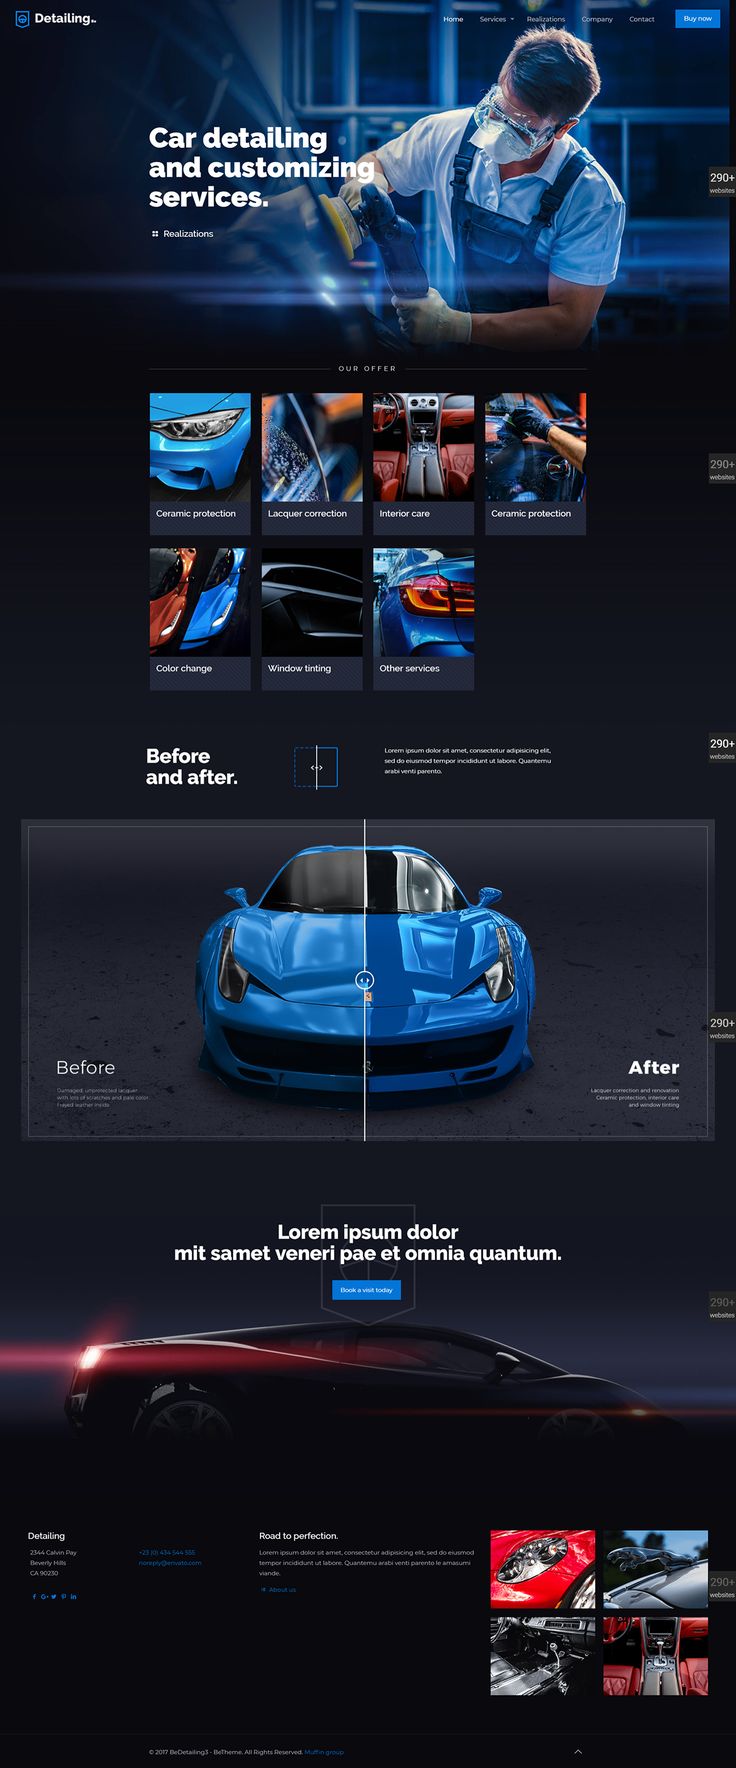 Detailing.
Home
Services
Realizations
Company
Contact
Buy now
Car detailing
and customizing
services.
Realizations
290+
websites
OUR OFFER
Ceramic protection
Lacquer correction
Interior care
Ceramic protection
290+
websites
Color change
Window tinting
Other services
Before
and after.
Lorem ipsum dolor sit amet, consectetur adipisicing elit,
sed do eiusmod tempor incididunt ut labore. Quantemu
arabi venti parento.
290+
websites
Before
Damaged, unprotected lacquer
with lots of scratches and pale color.
Frayed leather inside
After
Lacquer correction and renovation
Ceramic protection, interior care
and window tinting
290+
websites
Lorem ipsum dolor
mit samet veneri pae et omnia quantum.
Book a visit today
290+
websites
Detailing
2344 Calvin Pay
Beverly Hills
CA 90230
+23 (0) 434 544 555
noreply@envato.com
Road to perfection.
Lorem ipsum dolor sit amet, consectetur adipisicing elit, sed do eiusmod
tempor incididunt ut labore. Quantemu arabi venti parento le amasumi
viande.
About us
290+
websites
© 2017 BeDetailing3 - BeTheme. All Rights Reserved. Muffin group